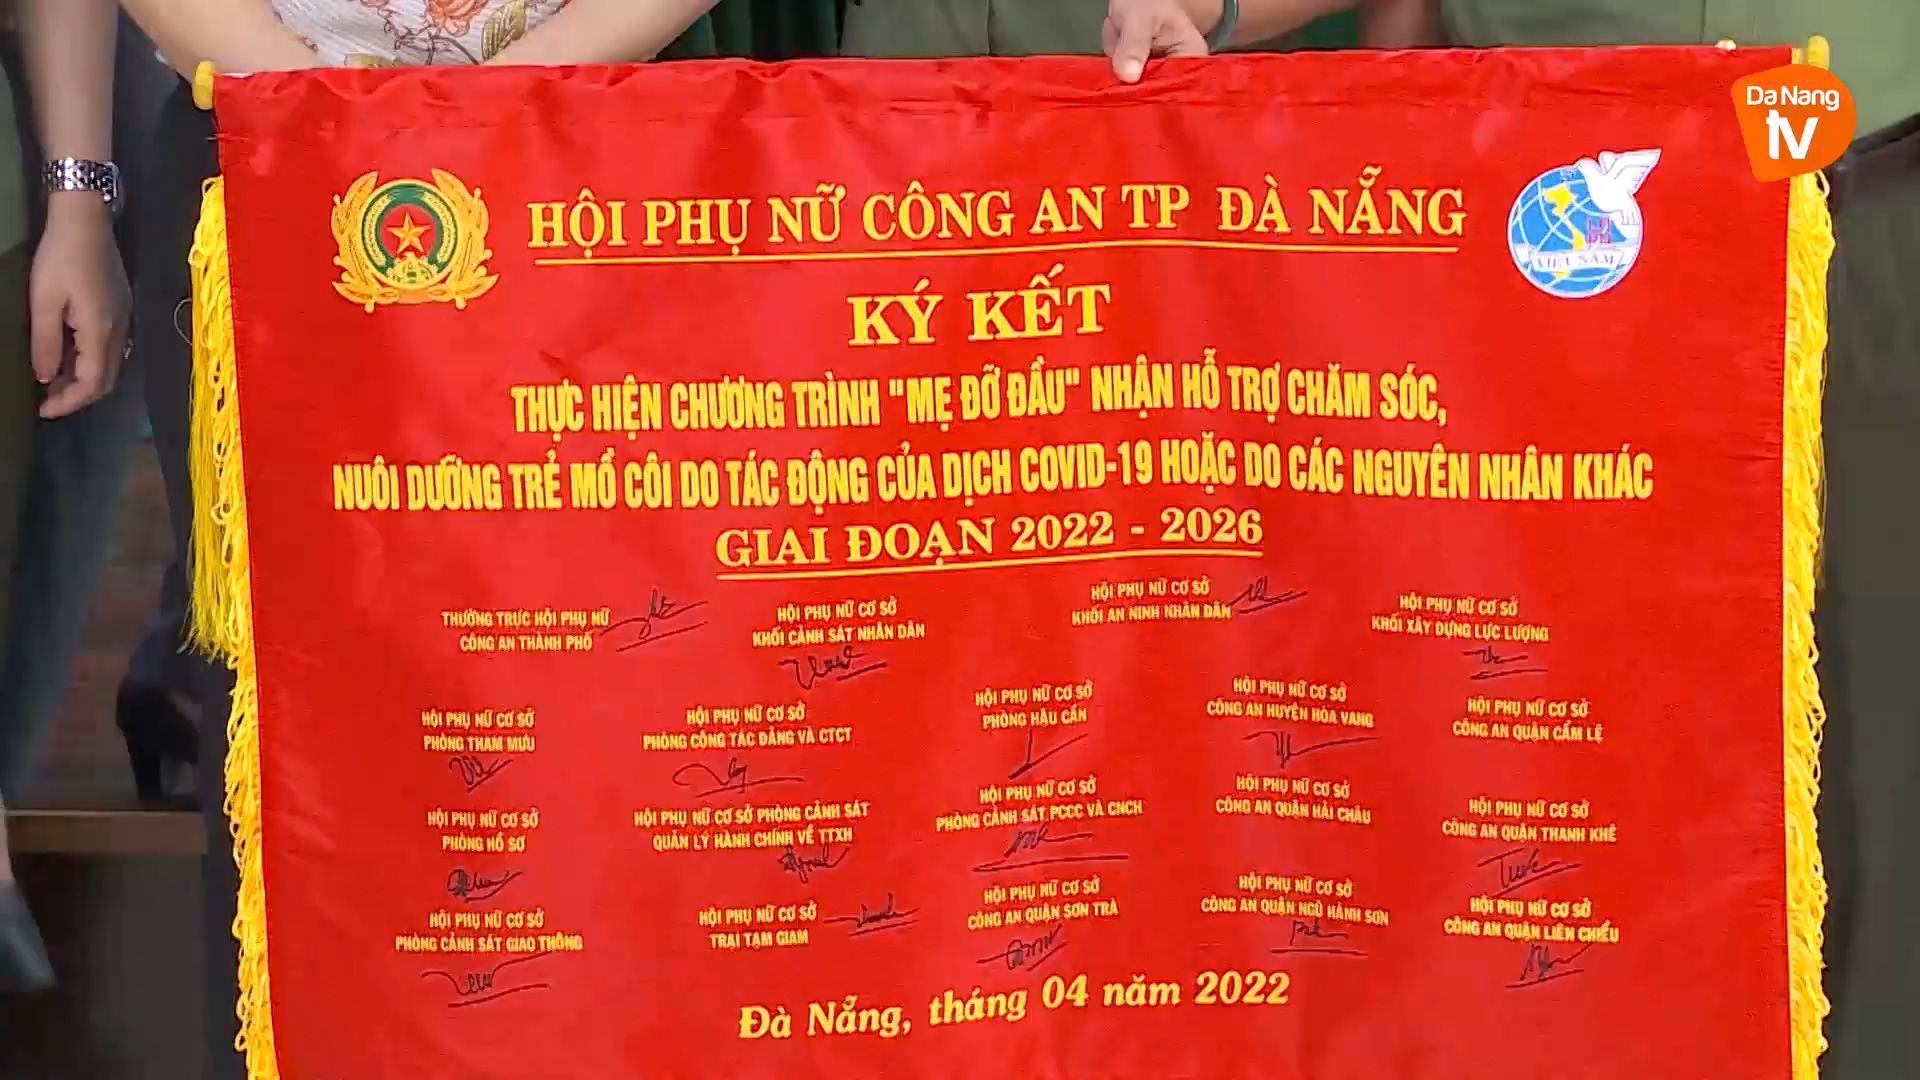 Da Nang
tv
HỘI PHỤ NỮ CÔNG AN TP ĐÀ NẴNG
VIỆT NAM
KÝ KẾT
THỰC HIỆN CHƯƠNG TRÌNH "MẸ ĐỠ ĐẦU" NHẬN HỖ TRỢ CHĂM SÓC,
NUÔI DƯỠNG TRẺ MỒ CÔI DO TÁC ĐỘNG CỦA DỊCH COVID-19 HOẶC DO CÁC NGUYÊN NHÂN KHÁC
GIAI ĐOẠN 2022 - 2026
THƯỜNG TRỰC HỘI PHỤ NỮ
CÔNG AN THÀNH PHỐ
HỘI PHỤ NỮ CƠ SỞ
KHỐI CẢNH SÁT NHÂN DÂN
HỘI PHỤ NỮ CƠ SỞ
KHỐI AN NINH NHÂN DÂN
HỘI PHỤ NỮ CƠ SỞ
KHỐI XÂY DỰNG LỰC LƯỢNG
HỘI PHỤ NỮ CƠ SỞ
PHÒNG THAM MƯU
HỘI PHỤ NỮ CƠ SỞ
PHÒNG CÔNG TÁC ĐẢNG VÀ CTCT
HỘI PHỤ NỮ CƠ SỞ
PHÒNG HẬU CẦN
HỘI PHỤ NỮ CƠ SỞ
CÔNG AN HUYỆN HÒA VANG
HỘI PHỤ NỮ CƠ SỞ
CÔNG AN QUẬN CẨM LỆ
HỘI PHỤ NỮ CƠ SỞ
PHÒNG HỒ SƠ
HỘI PHỤ NỮ CƠ SỞ PHÒNG CẢNH SÁT
QUẢN LÝ HÀNH CHÍNH VỀ TTXH
HỘI PHỤ NỮ CƠ SỞ
PHÒNG CẢNH SÁT PCCC VÀ CNCH
HỘI PHỤ NỮ CƠ SỞ
CÔNG AN QUẬN HẢI CHÂU
HỘI PHỤ NỮ CƠ SỞ
CÔNG AN QUẬN THANH KHÊ
HỘI PHỤ NỮ CƠ SỞ
PHÒNG CẢNH SÁT GIAO THÔNG
HỘI PHỤ NỮ CƠ SỞ
TRẠI TẠM GIAM
HỘI PHỤ NỮ CƠ SỞ
CÔNG AN QUẬN SƠN TRÀ
HỘI PHỤ NỮ CƠ SỞ
CÔNG AN QUẬN NGŨ HÀNH SƠN
HỘI PHỤ NỮ CƠ SỞ
CÔNG AN QUẬN LIÊN CHIỂU
Đà Nẵng, tháng 04 năm 2022